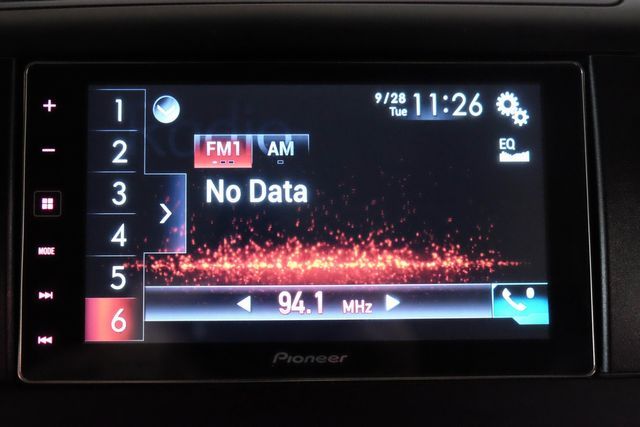 9/28
Tue 11:26
1
2
3
4
5
6
Radio
FM1 AM
EQ
No Data
94.1 MHz
MODE
Pioneer